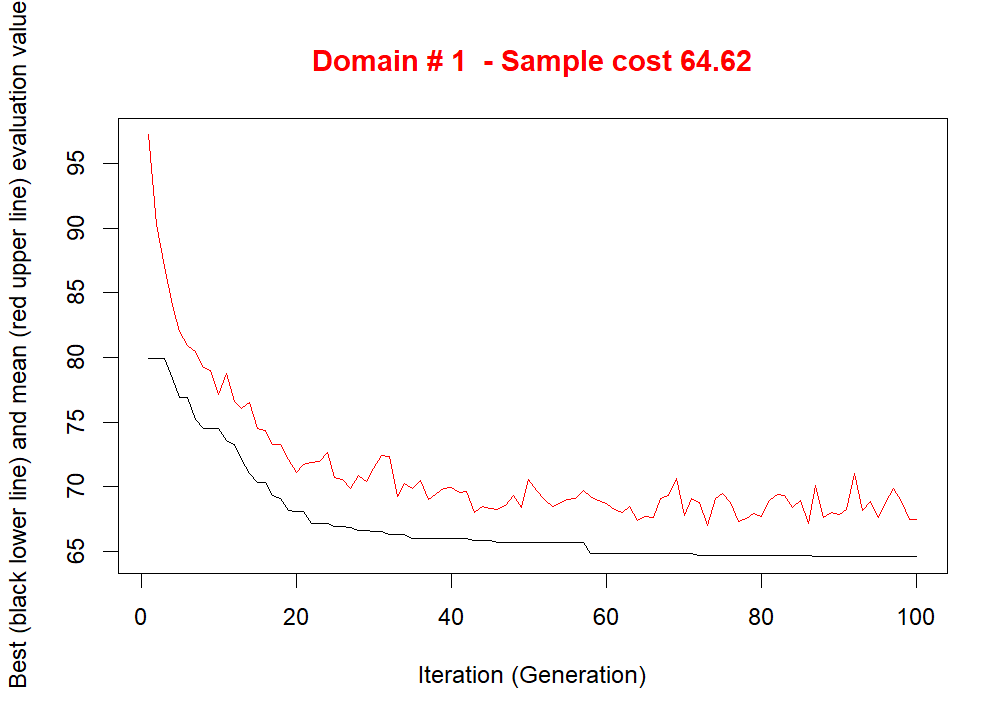 Domain # 1 - Sample cost 64.62
Best (black lower line) and mean (red upper line) evaluation value
95
90
85
80
75
70
65
0 20 40 60 80 100
Iteration (Generation)